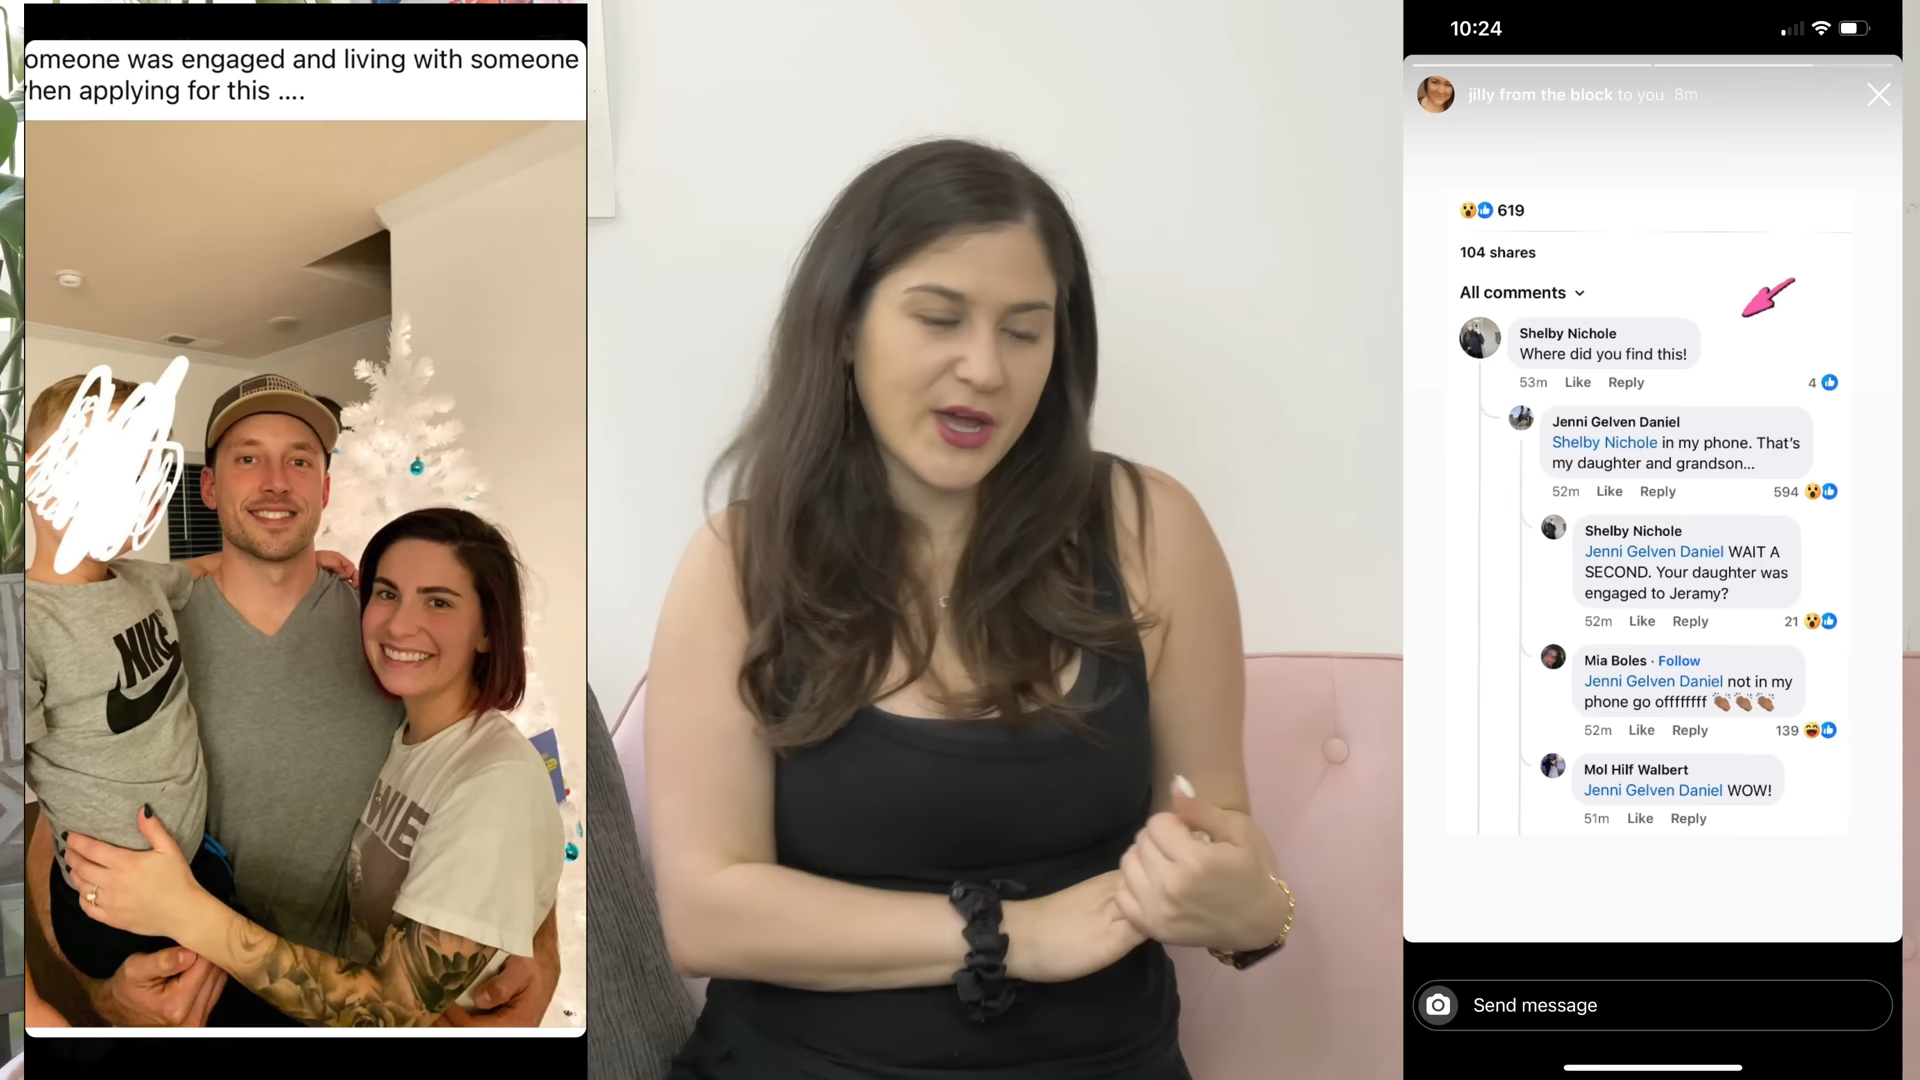 omeone was engaged and living with someone
hen applying for this ....
NIKE
10:24
jilly from the block to you 8m
619
104 shares
All comments
Shelby Nichole
Where did you find this!
53m Like Reply 4
Jenni Gelven Daniel
Shelby Nichole in my phone. That's
my daughter and grandson...
52m Like Reply 594
Shelby Nichole
Jenni Gelven Daniel WAIT A
SECOND. Your daughter was
engaged to Jeramy?
52m Like Reply 21
Mia Boles · Follow
Jenni Gelven Daniel not in my
phone go offffffff 👏🏾👏🏾👏🏾
52m Like Reply 139
Mol Hilf Walbert
Jenni Gelven Daniel WOW!
51m Like Reply
Send message